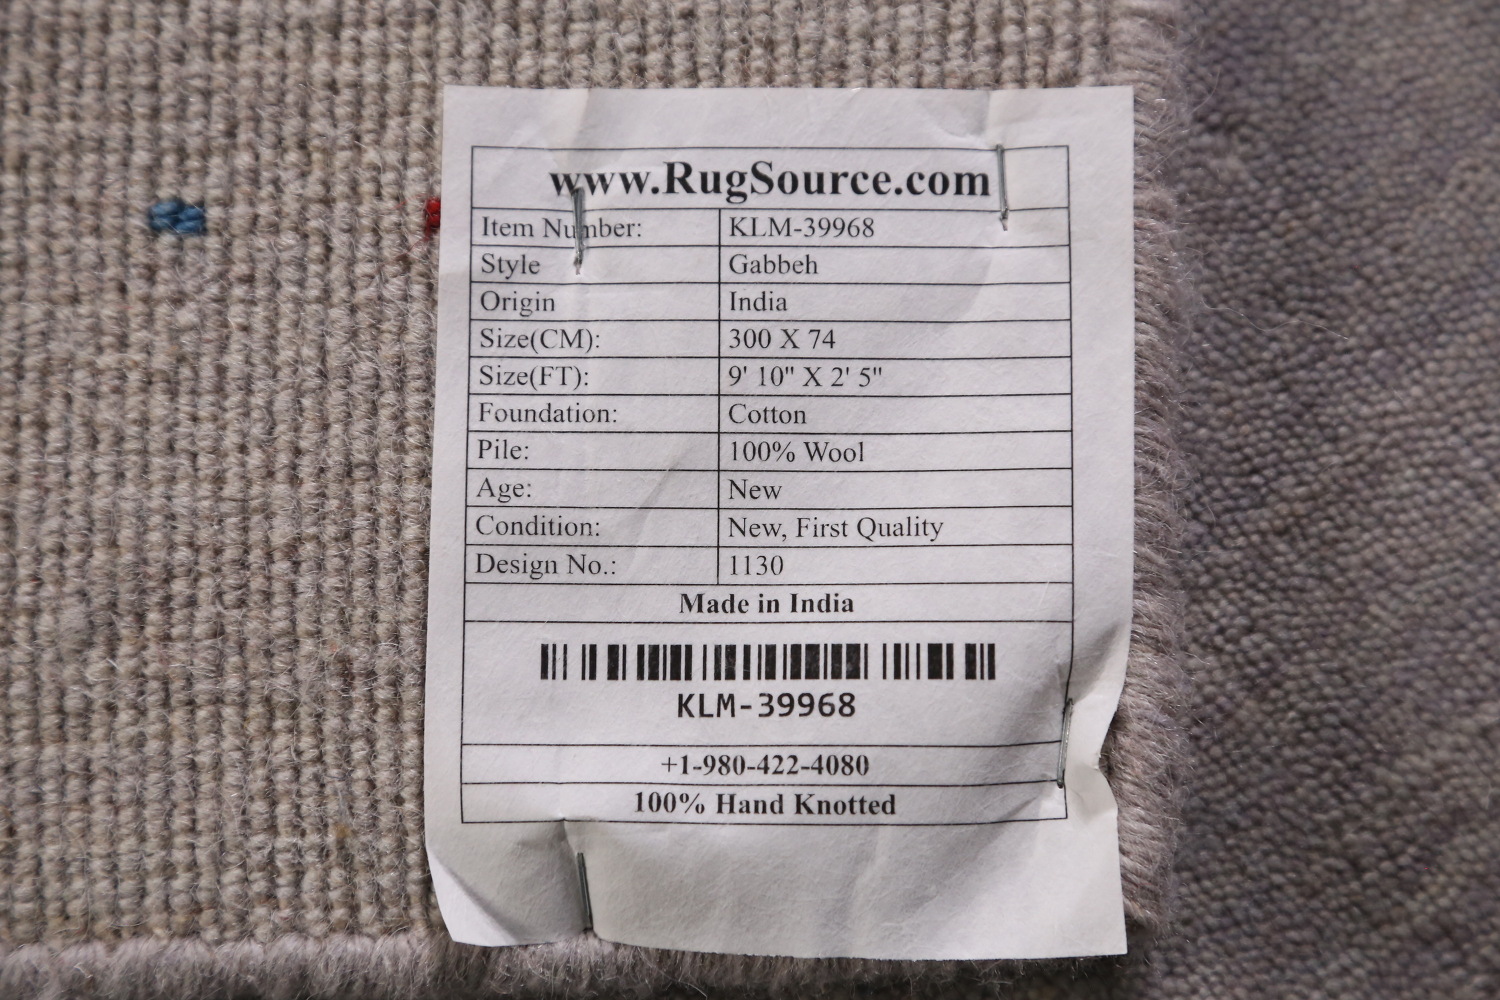 www.RugSource.com
Item Number: KLM-39968
Style Gabbeh
Origin India
Size(CM): 300 X 74
Size(FT): 9' 10" X 2' 5"
Foundation: Cotton
Pile: 100% Wool
Age: New
Condition: New, First Quality
Design No.: 1130
Made in India
KLM-39968
+1-980-422-4080
100% Hand Knotted